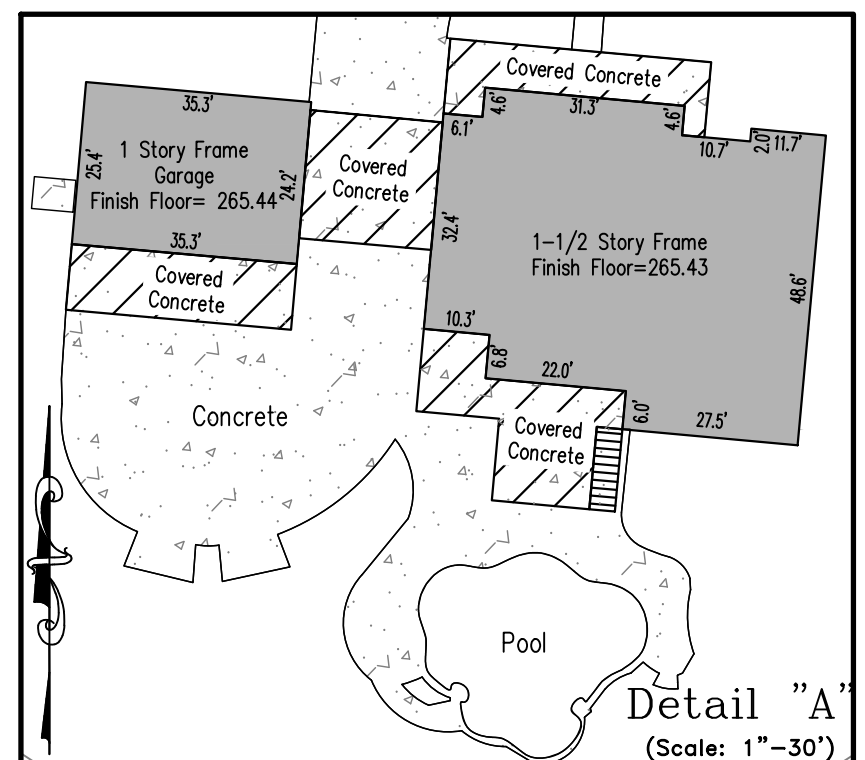 Covered Concrete
35.3'
4.6'
31.3'
4.6'
6.1'
10.7'
2.0'
11.7'
1 Story Frame
Garage
Finish Floor= 265.44
25.4'
24.2'
35.3'
Covered
Concrete
32.4'
1-1/2 Story Frame
Finish Floor=265.43
48.6'
Covered
Concrete
10.3'
6.8'
22.0'
6.0'
27.5'
Concrete
Covered
Concrete
Pool
Detail "A"
(Scale: 1"-30')